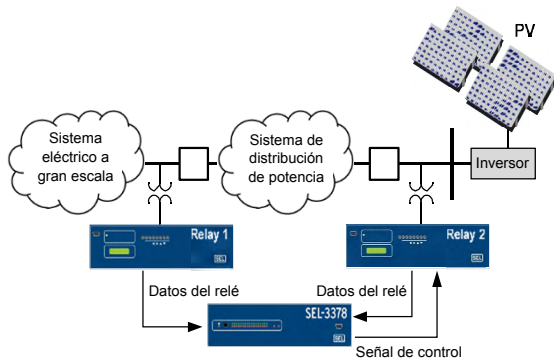 PV
Sistema
eléctrico a
gran escala
Sistema de
distribución
de potencia
Inversor
Relay 1
SEL
Relay 2
SEL
Datos del relé
Datos del relé
SEL-3378
SEL
Señal de control